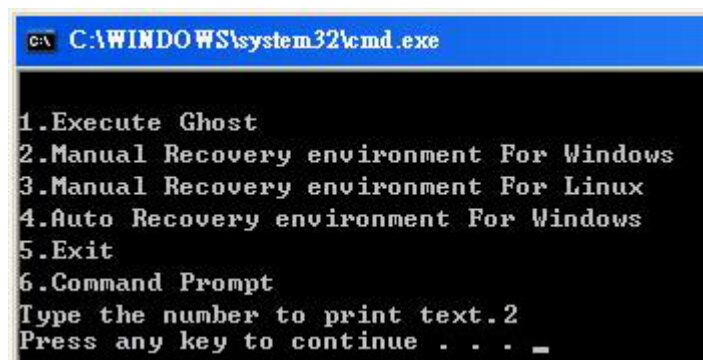 C:\WINDOWS\system32\cmd.exe
1.Execute Ghost
2.Manual Recovery environment For Windows
3.Manual Recovery environment For Linux
4.Auto Recovery environment For Windows
5.Exit
6.Command Prompt
Type the number to print text.2
Press any key to continue . . . _